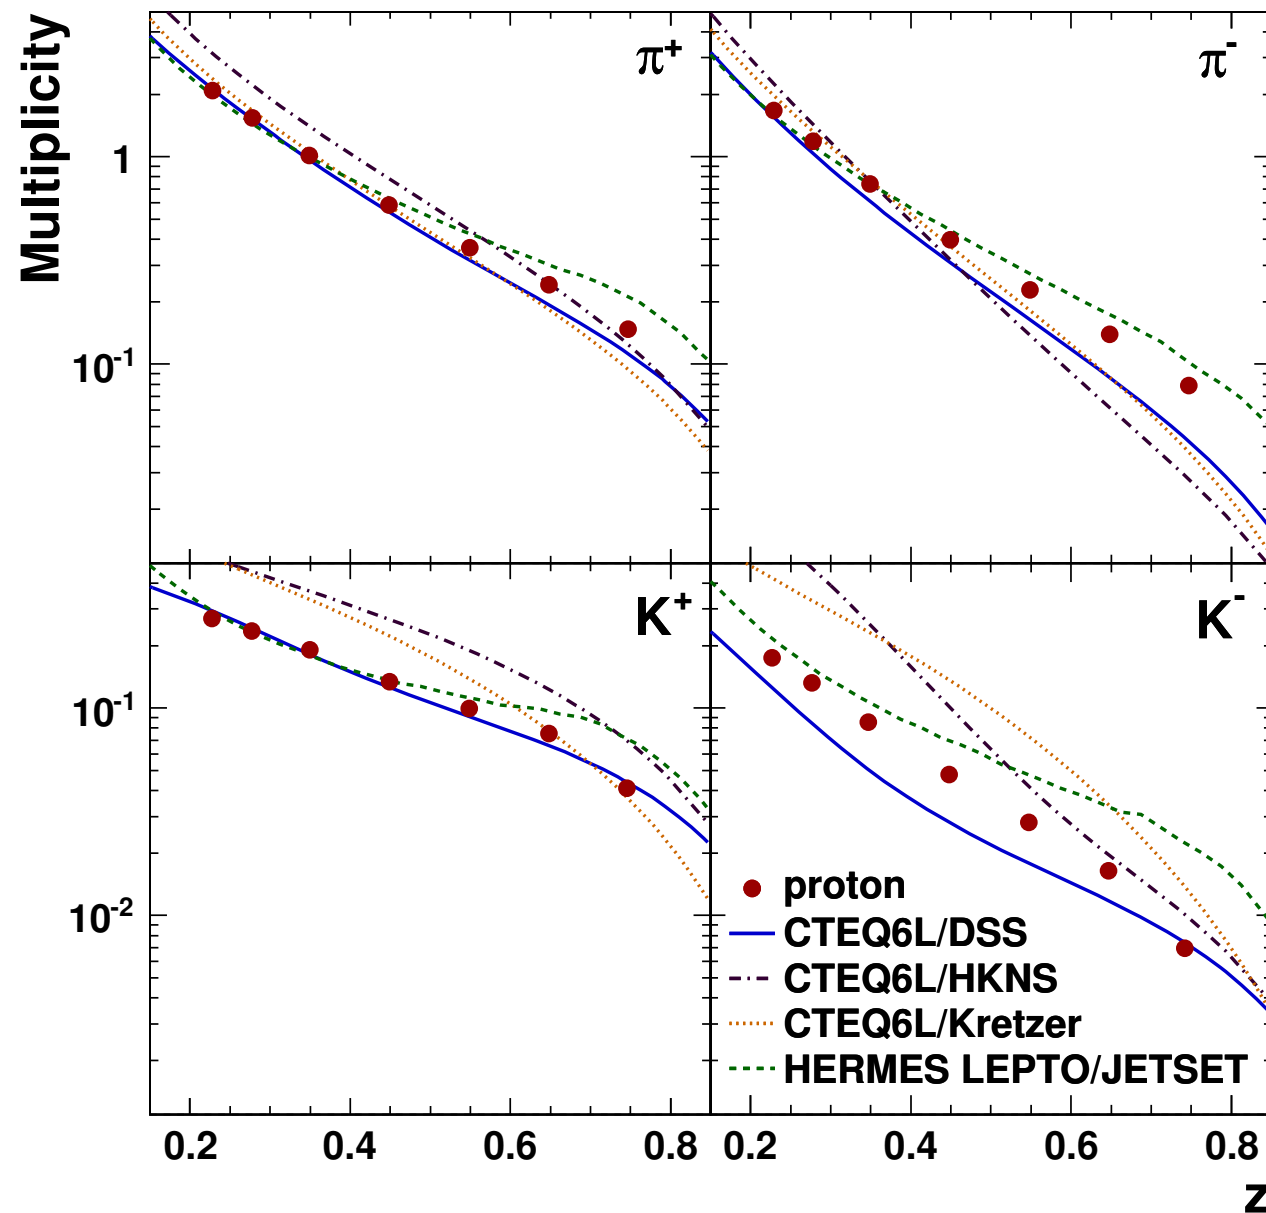 Multiplicity
π+
π-
1
10-1
K+
K-
10-1
10-2
proton
CTEQ6L/DSS
CTEQ6L/HKNS
CTEQ6L/Kretzer
HERMES LEPTO/JETSET
0.2 0.4 0.6 0.8 0.2 0.4 0.6 0.8
z